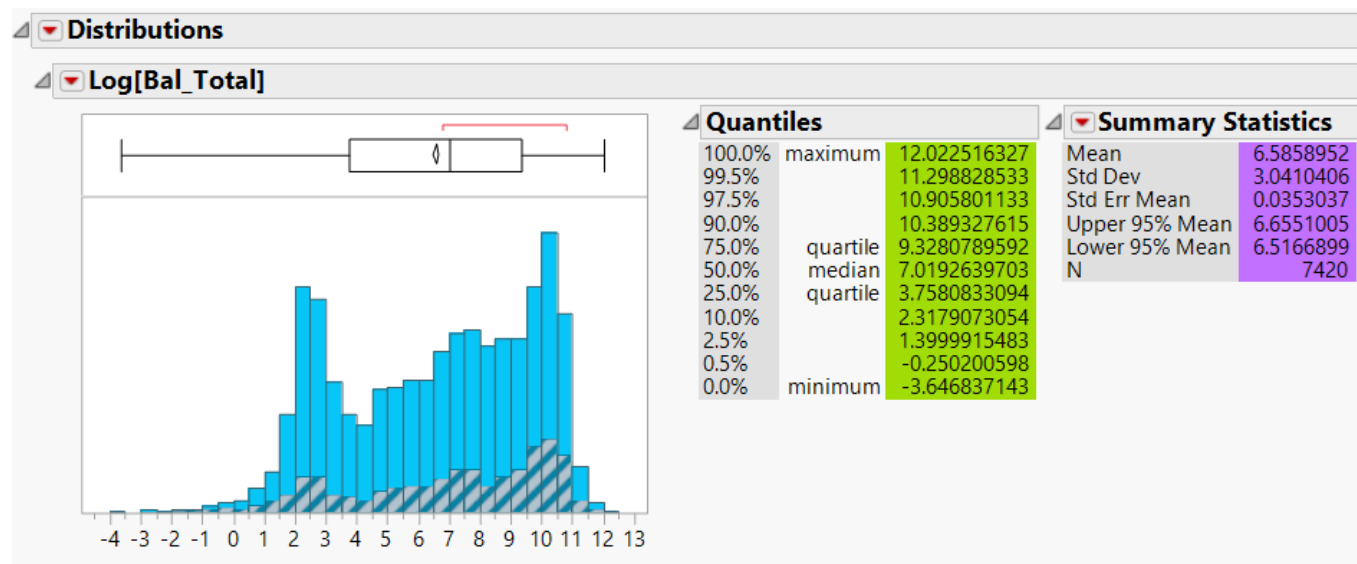 Distributions
Log[Bal_Total]
-4 -3 -2 -1 0 1 2 3 4 5 6 7 8 9 10 11 12 13
Quantiles
100.0% maximum 12.022516327
99.5% 11.298828533
97.5% 10.905801133
90.0% 10.389327615
75.0% quartile 9.3280789592
50.0% median 7.0192639703
25.0% quartile 3.7580833094
10.0% 2.3179073054
2.5% 1.3999915483
0.5% -0.250200598
0.0% minimum -3.646837143
Summary Statistics
Mean 6.5858952
Std Dev 3.0410406
Std Err Mean 0.0353037
Upper 95% Mean 6.6551005
Lower 95% Mean 6.5166899
N 7420